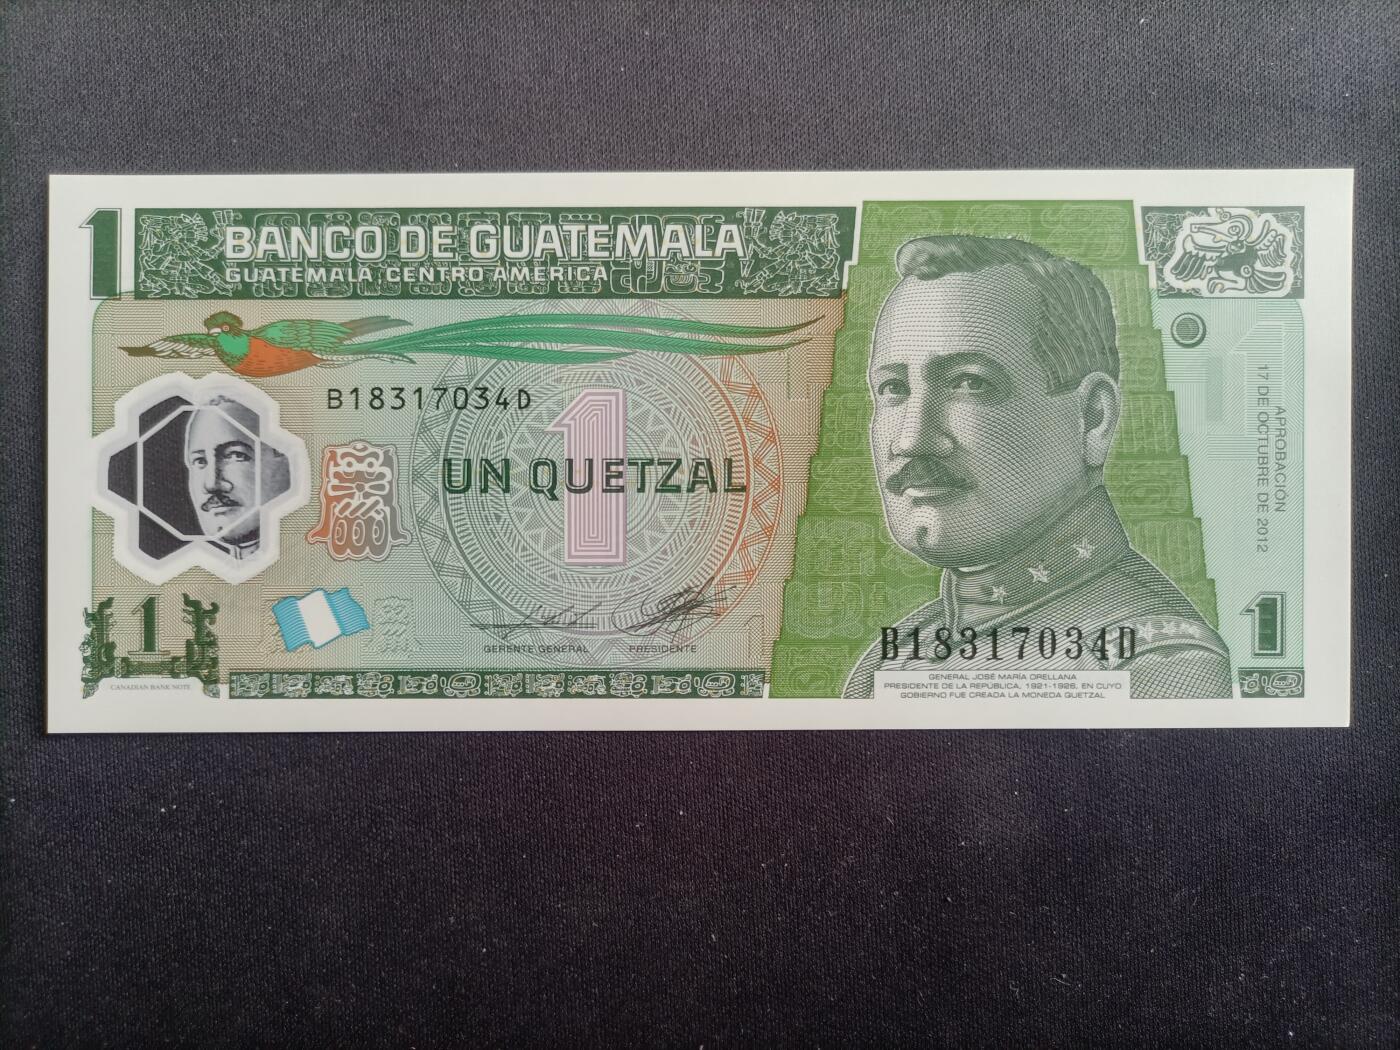 1
BANCO DE GUATEMALA
GUATEMALA, CENTRO AMÉRICA
B18317034D
1
UN QUETZAL
GERENTE GENERAL
PRESIDENTE
1
CANADIAN BANK NOTE
B18317034D
GENERAL JOSÉ MARÍA ORELLANA
PRESIDENTE DE LA REPÚBLICA, 1921-1926, EN CUYO
GOBIERNO FUE CREADA LA MONEDA QUETZAL
APROBACIÓN
17 DE OCTUBRE DE 2012
1